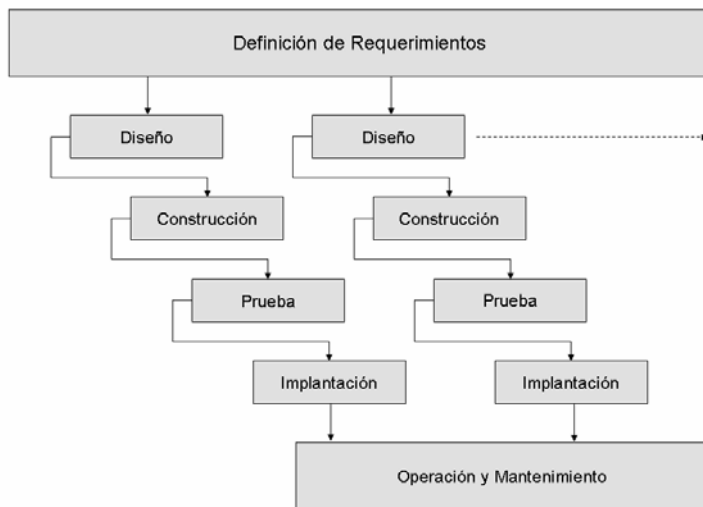 Definición de Requerimientos
Diseño
Diseño
Construcción
Construcción
Prueba
Prueba
Implantación
Implantación
Operación y Mantenimiento